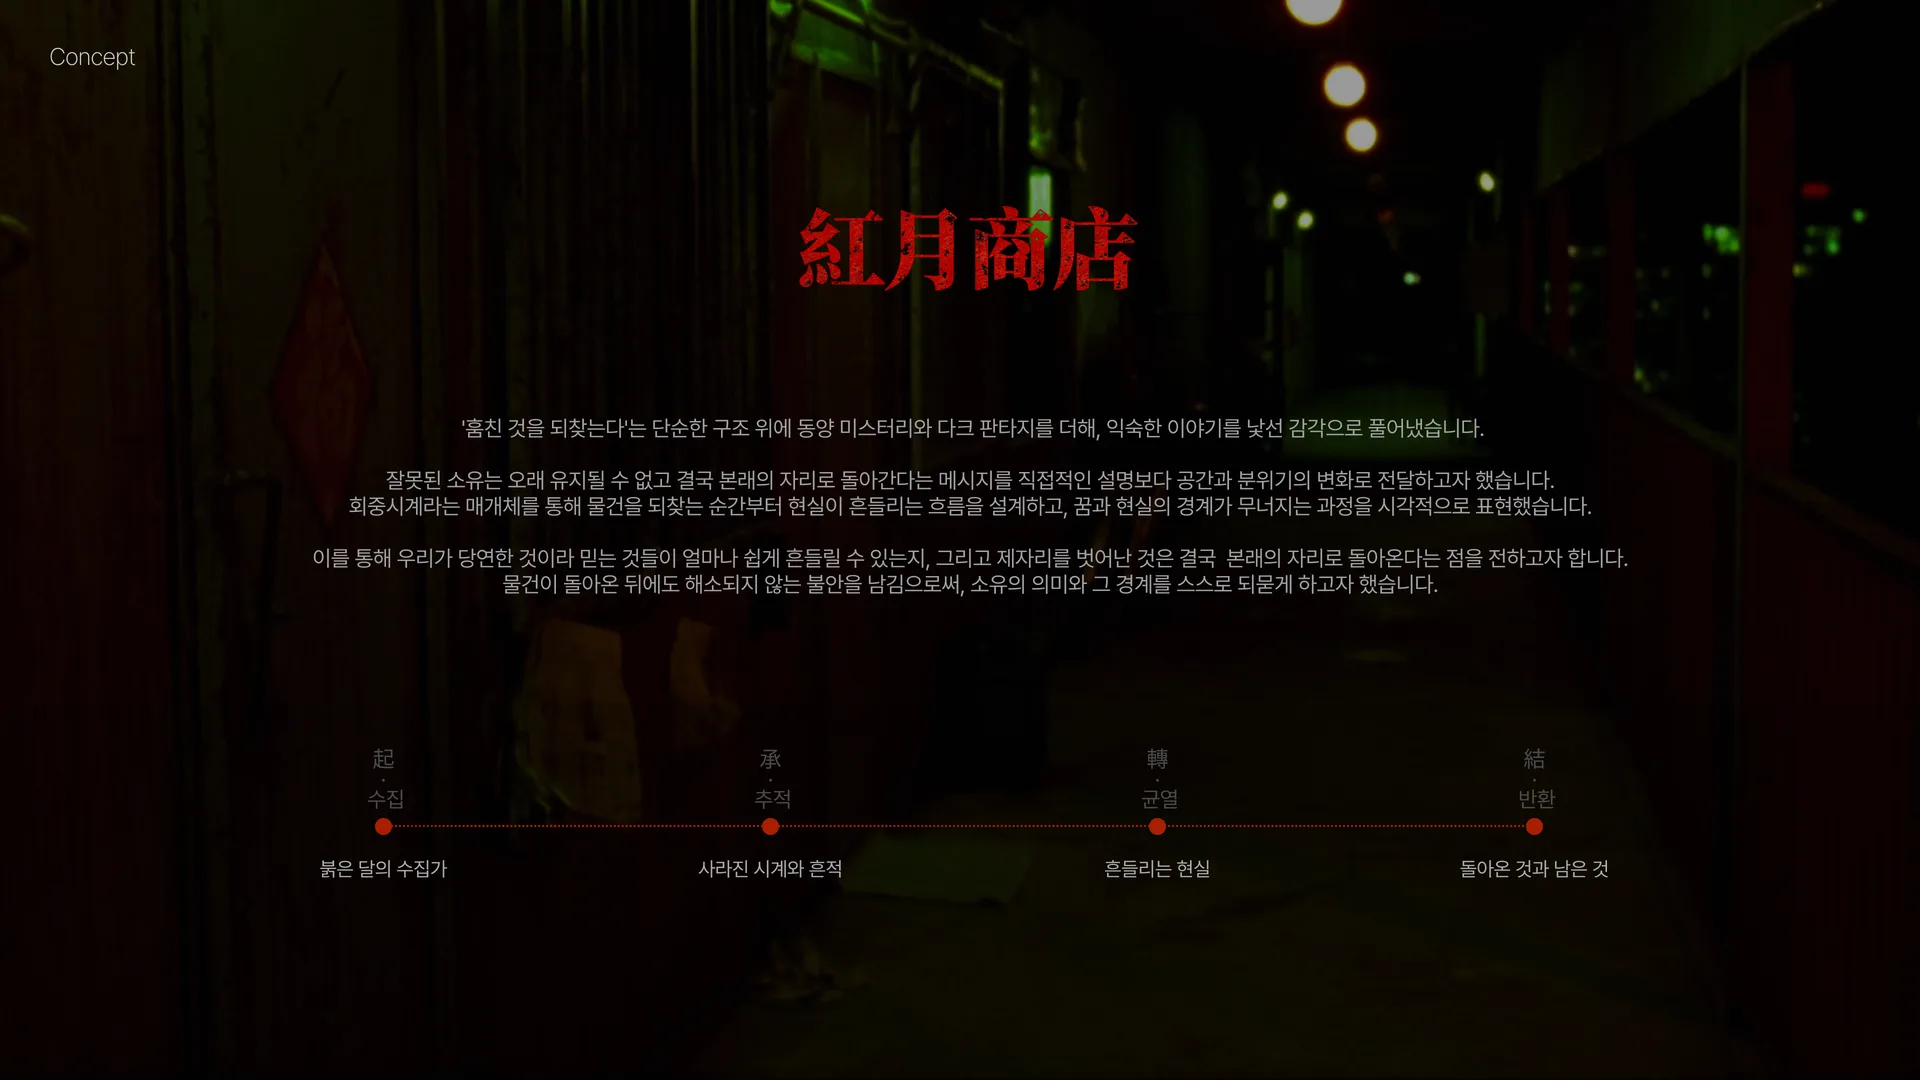 Concept
紅月商店
'훔친 것을 되찾는다'는 단순한 구조 위에 동양 미스터리와 다크 판타지를 더해, 익숙한 이야기를 낯선 감각으로 풀어냈습니다.
잘못된 소유는 오래 유지될 수 없고 결국 본래의 자리로 돌아간다는 메시지를 직접적인 설명보다 공간과 분위기의 변화로 전달하고자 했습니다.
회중시계라는 매개체를 통해 물건을 되찾는 순간부터 현실이 흔들리는 흐름을 설계하고, 꿈과 현실의 경계가 무너지는 과정을 시각적으로 표현했습니다.
이를 통해 우리가 당연한 것이라 믿는 것들이 얼마나 쉽게 흔들릴 수 있는지, 그리고 제자리를 벗어난 것은 결국 본래의 자리로 돌아온다는 점을 전하고자 합니다.
물건이 돌아온 뒤에도 해소되지 않는 불안을 남김으로써, 소유의 의미와 그 경계를 스스로 되묻게 하고자 했습니다.
起
·
수집
붉은 달의 수집가
承
·
추적
사라진 시계와 흔적
轉
·
균열
흔들리는 현실
結
·
반환
돌아온 것과 남은 것